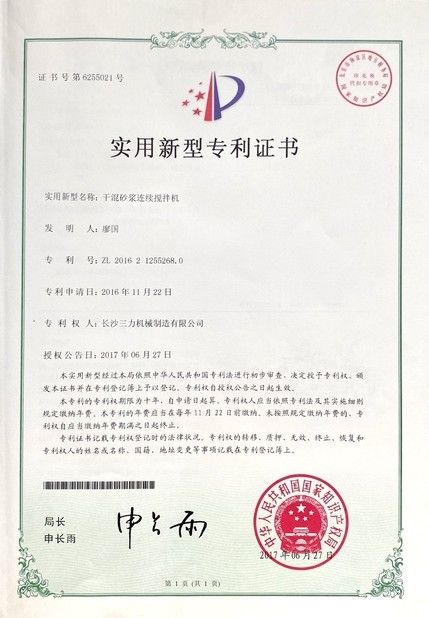 证书号第6255021号
实用新型专利证书
实用新型名称：干混砂浆连续搅拌机
发 明 人：廖国
专 利 号：ZL 2016 2 1255268.0
专利申请日：2016年11月22日
专 利 权 人：长沙三力机械制造有限公司
授权公告日：2017年06月27日
本实用新型经过本局依照中华人民共和国专利法进行初步审查，决定授予专利权，颁
发本证书并在专利登记簿上予以登记。专利权自授权公告之日起生效。
本专利的专利权期限为十年，自申请日起算。专利权人应当依照专利法及其实施细则
规定缴纳年费。本专利的年费应当在每年11月22日前缴纳。未按照规定缴纳年费的，专利
权自应当缴纳年费期满之日起终止。
专利证书记载专利权登记时的法律状况。专利权的转移、质押、无效、终止、恢复和
专利权人的姓名或名称、国籍、地址变更等事项记载在专利登记簿上。
局长
申长雨
申长雨
中华人民共和国国家知识产权局
2017年06月27日
第 1 页（共 1 页）